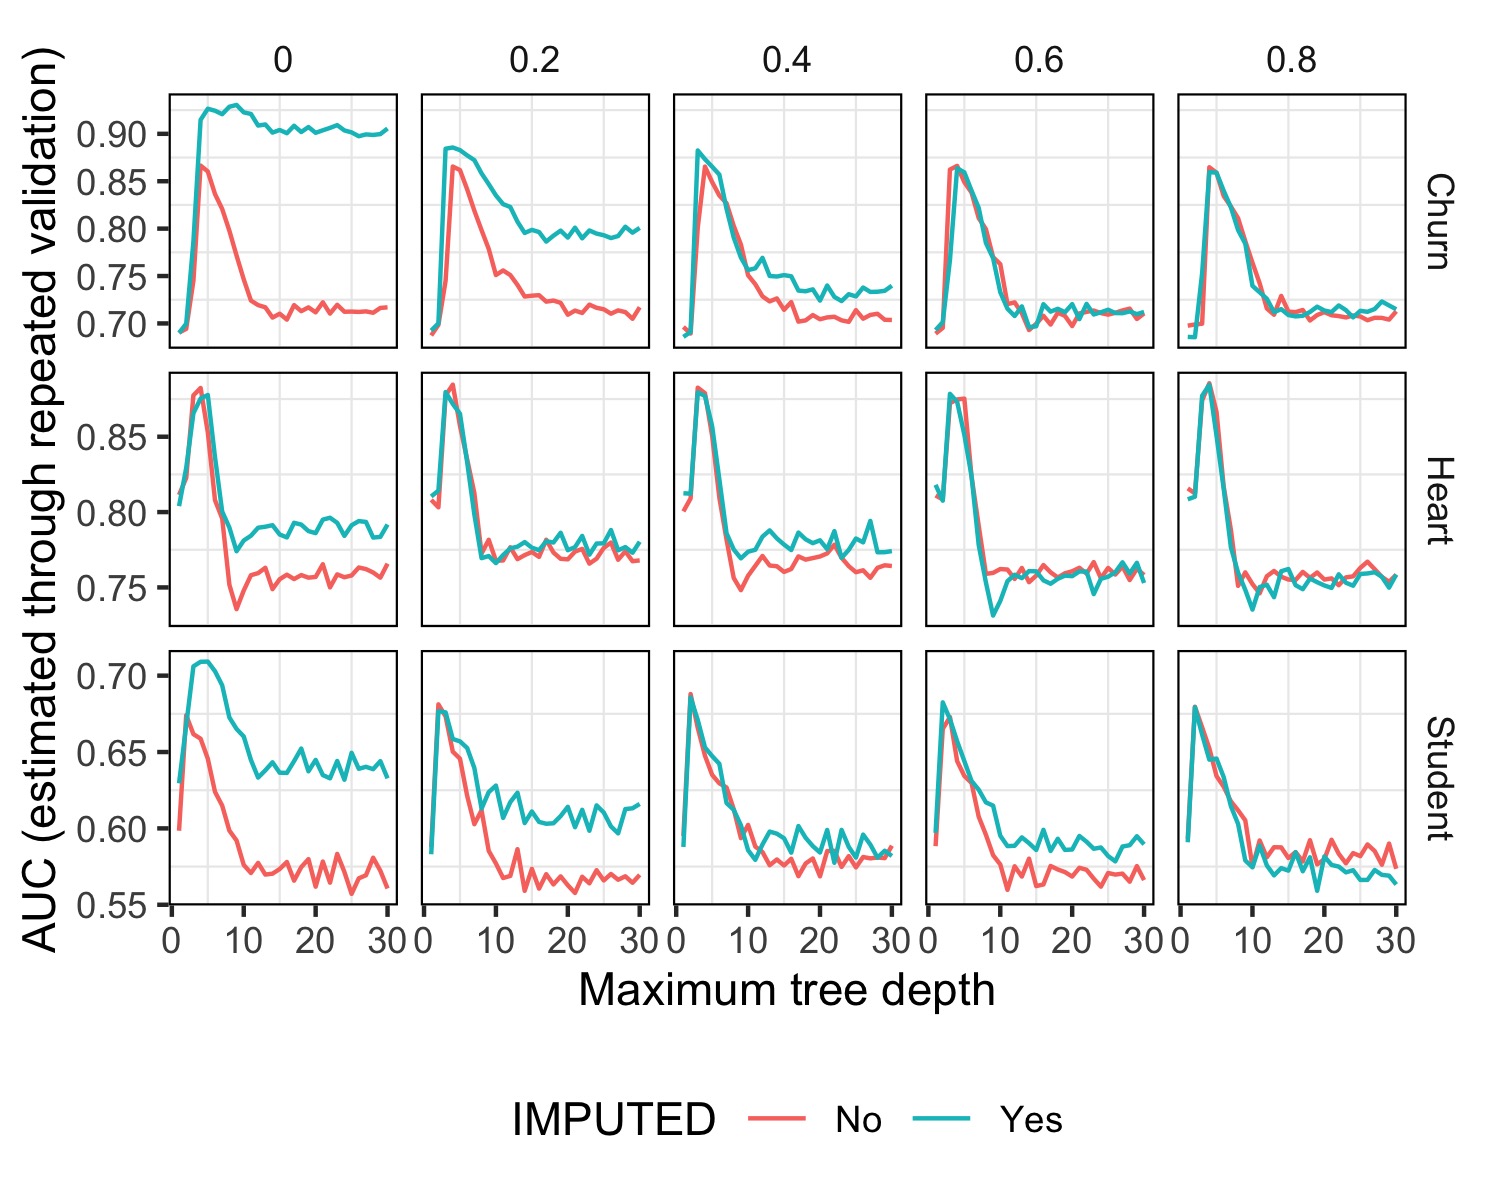 0 0.2 0.4 0.6 0.8
AUC (estimated through repeated validation)
0.90
0.85
0.80
0.75
0.70
Churn
0.85
0.80
0.75
Heart
0.70
0.65
0.60
0.55
Student
0 10 20 30 0 10 20 30 0 10 20 30 0 10 20 30 0 10 20 30
Maximum tree depth
IMPUTED No Yes